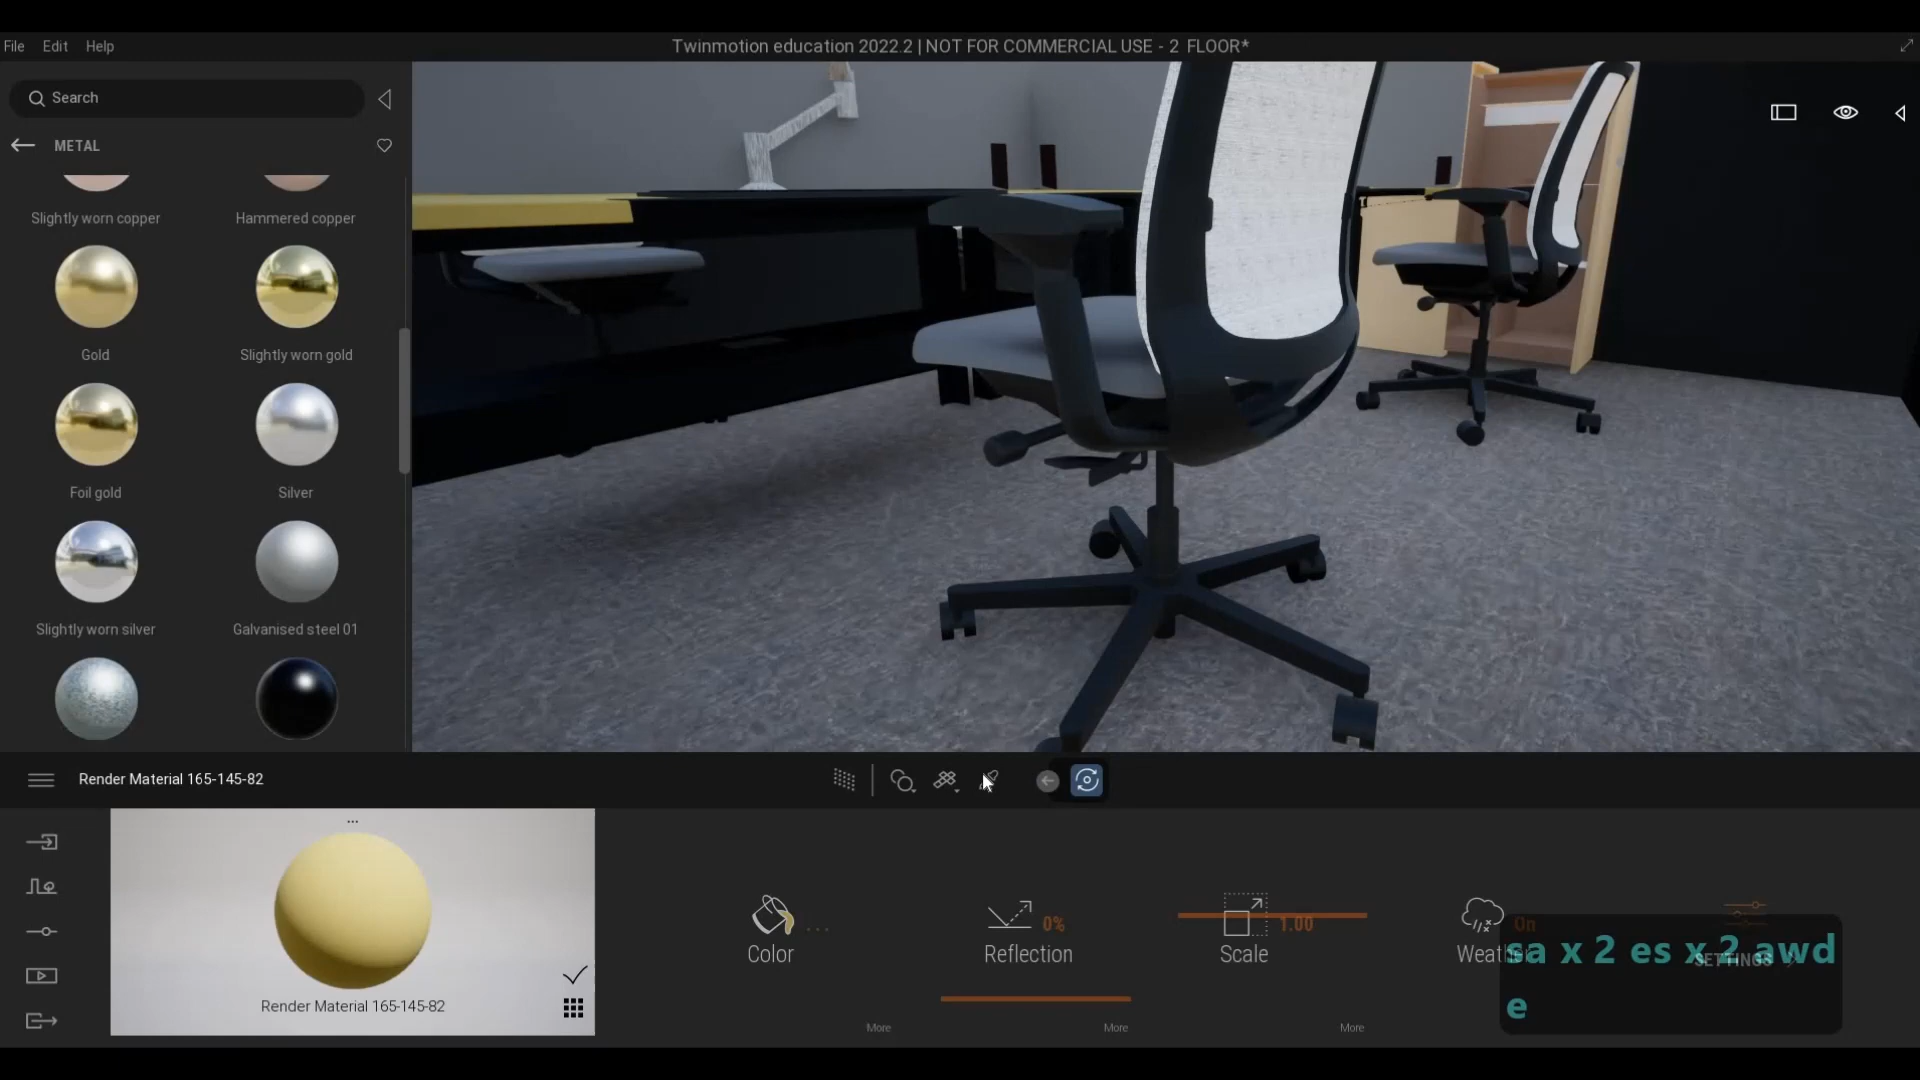 File Edit Help
Twinmotion education 2022.2 | NOT FOR COMMERCIAL USE - 2 FLOOR*
Search
METAL
Slightly worn copper
Hammered copper
Gold
Slightly worn gold
Foil gold
Silver
Slightly worn silver
Galvanised steel 01
Render Material 165-145-82
...
Render Material 165-145-82
Color
...
More
0%
Reflection
More
1.00
Scale
More
On
Weather
SETTINGS
sa x 2 es x 2 awd
e